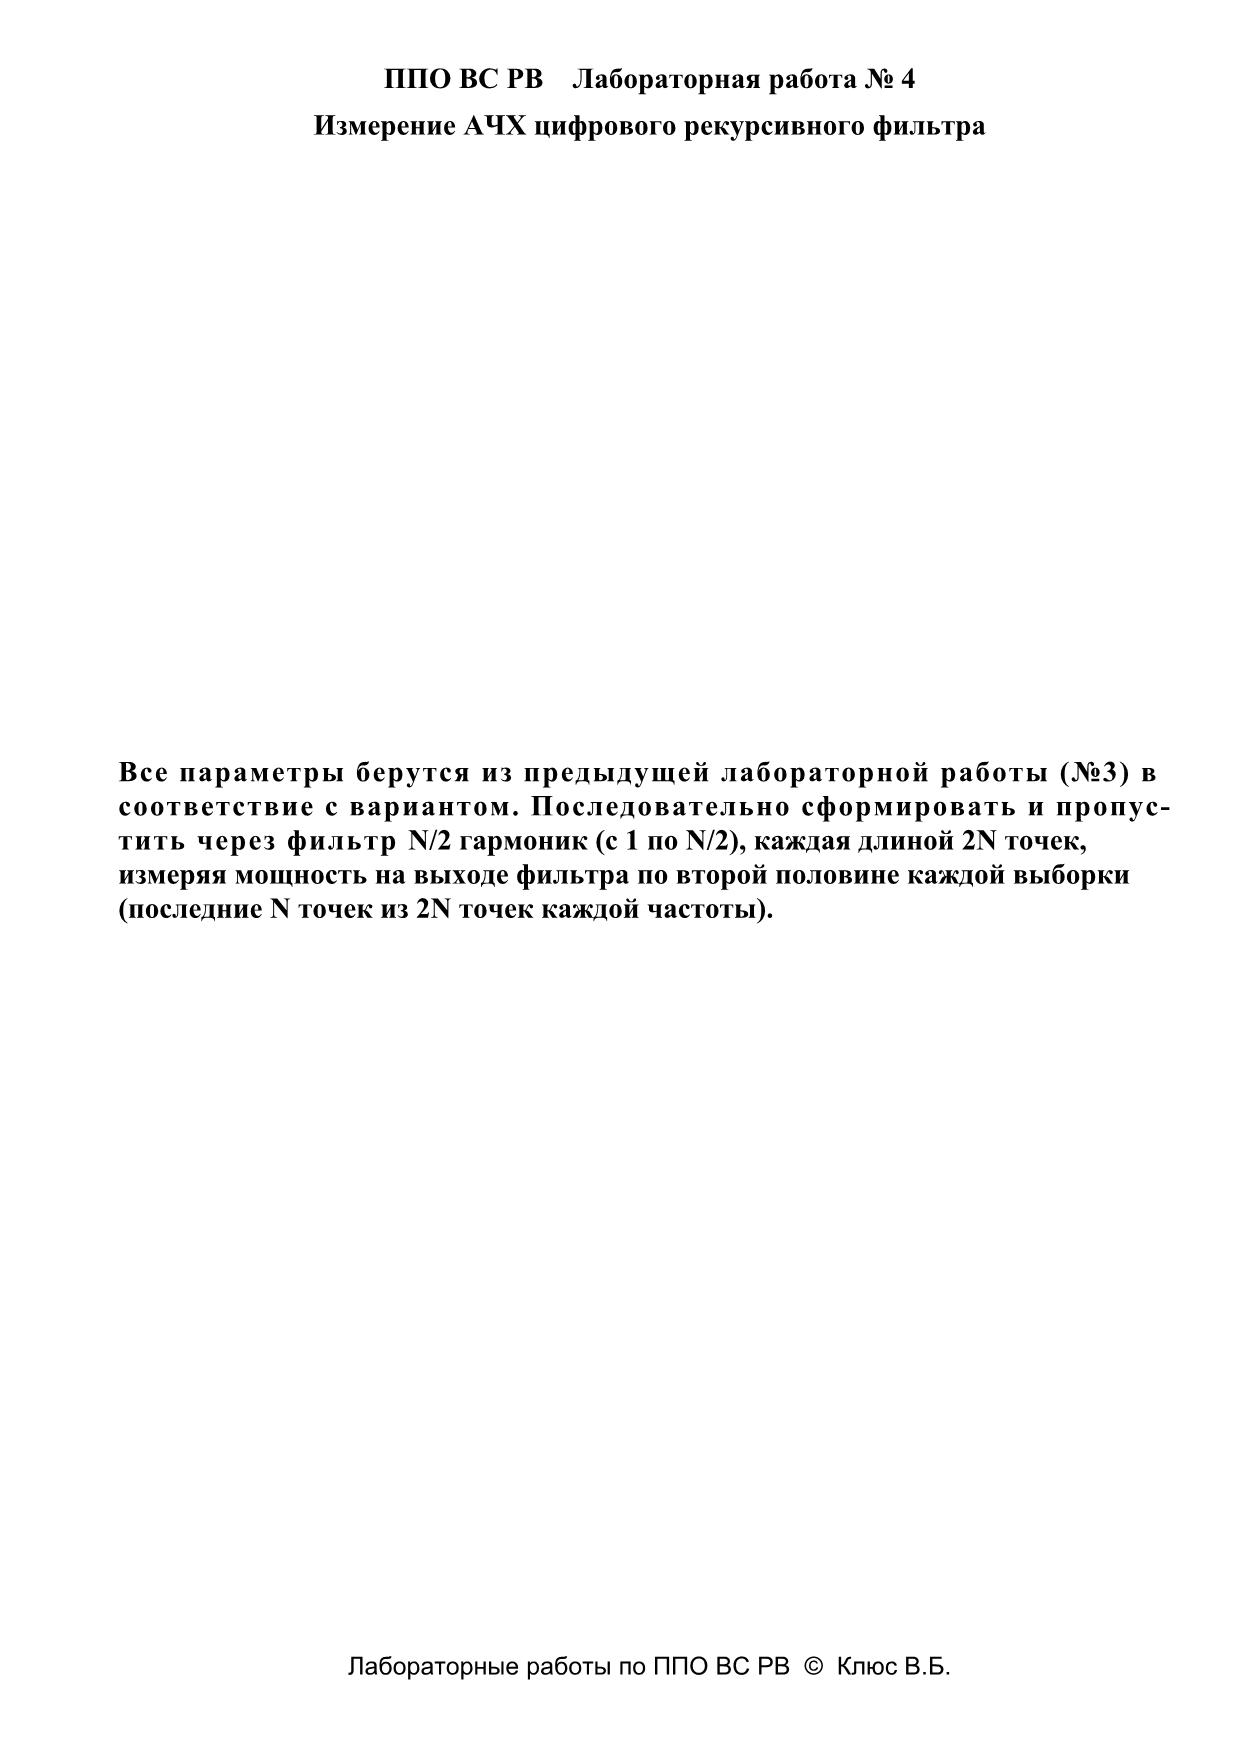 ППО ВС РВ Лабораторная работа № 4
Измерение АЧХ цифрового рекурсивного фильтра
Все параметры берутся из предыдущей лабораторной работы (№3) в
соответствие с вариантом. Последовательно сформировать и пропус-
тить через фильтр N/2 гармоник (с 1 по N/2), каждая длиной 2N точек,
измеряя мощность на выходе фильтра по второй половине каждой выборки
(последние N точек из 2N точек каждой частоты).
Лабораторные работы по ППО ВС РВ © Клюс В.Б.